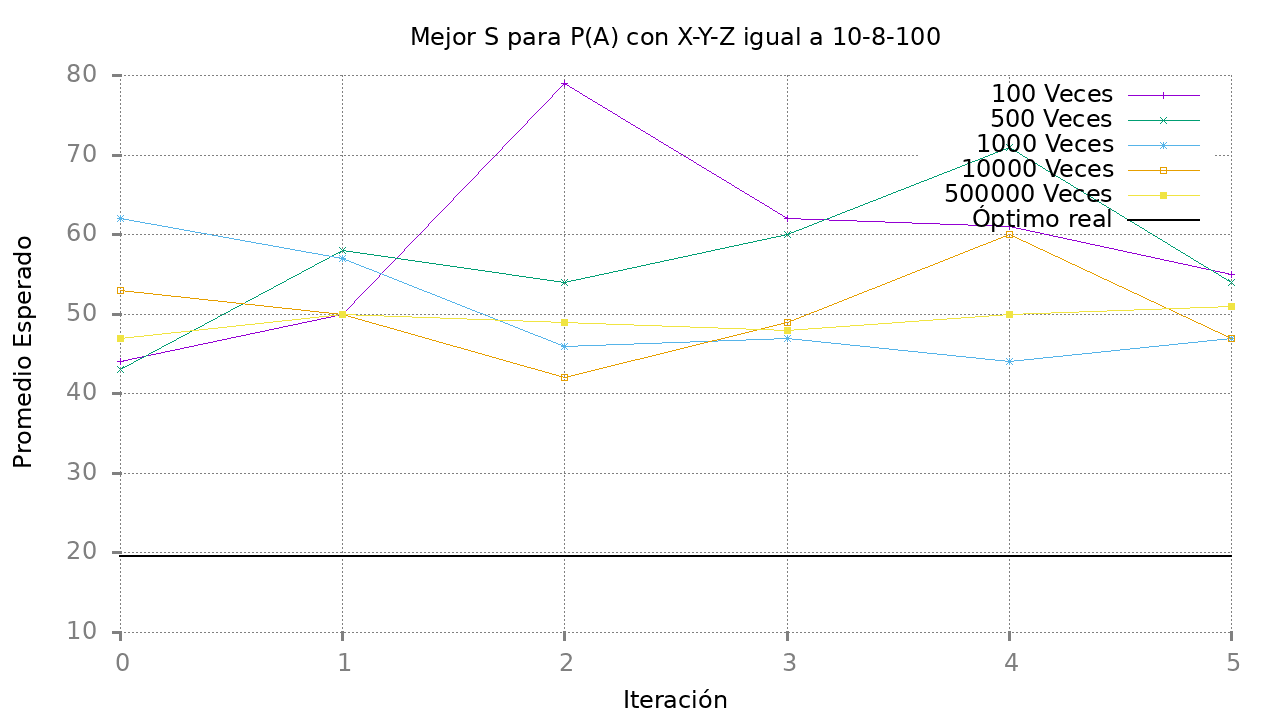 Mejor S para P(A) con X-Y-Z igual a 10-8-100
80
70
60
50
40
30
20
10
Promedio Esperado
100 Veces
500 Veces
1000 Veces
10000 Veces
500000 Veces
Óptimo real
0 1 2 3 4 5
Iteración